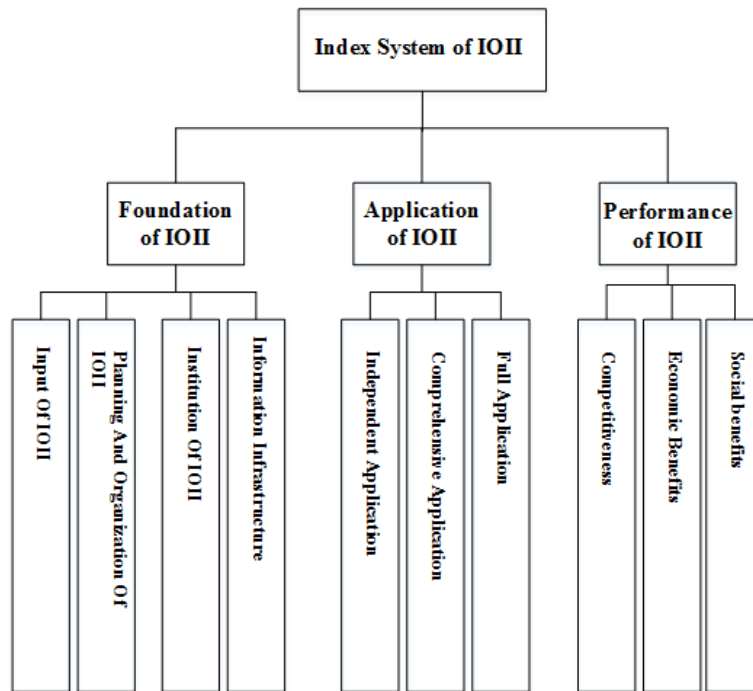 Index System of IOII
Foundation
of IOII
Application
of IOII
Performance
of IOII
Input Of IOII
Planning And Organization Of
IOII
Institution Of IOII
Information Infrastructure
Independent Application
Comprehensive Application
Full Application
Competitiveness
Economic Benefits
Social benefits